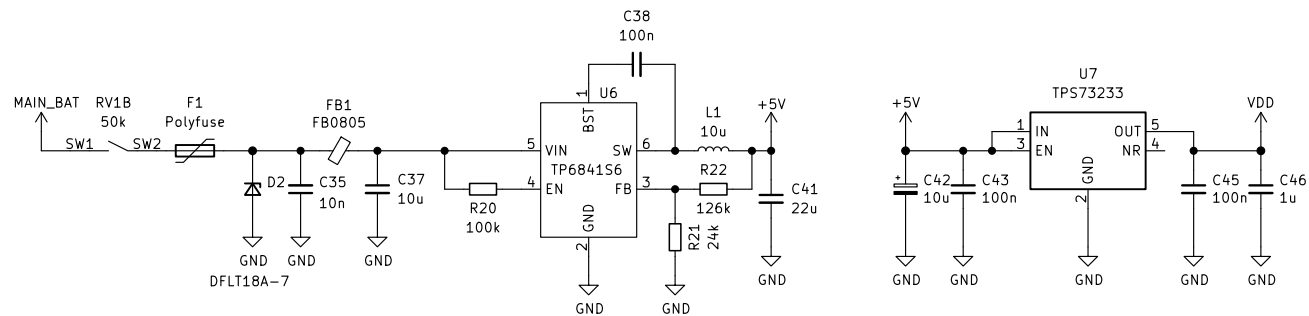 C38
100n
MAIN_BAT
RV1B
50k
SW1
SW2
F1
Polyfuse
D2
GND
DFLT18A-7
C35
10n
GND
FB1
FB0805
C37
10u
GND
R20
100k
U6
1
BST
5
VIN
SW
6
TP6841S6
4
EN
FB
3
GND
2
GND
L1
10u
R22
126k
R21
24k
GND
+5V
C41
22u
GND
+5V
+
C42
10u
GND
C43
100n
GND
U7
TPS73233
1
IN
OUT
5
3
EN
NR
4
GND
2
GND
VDD
C45
100n
GND
C46
1u
GND